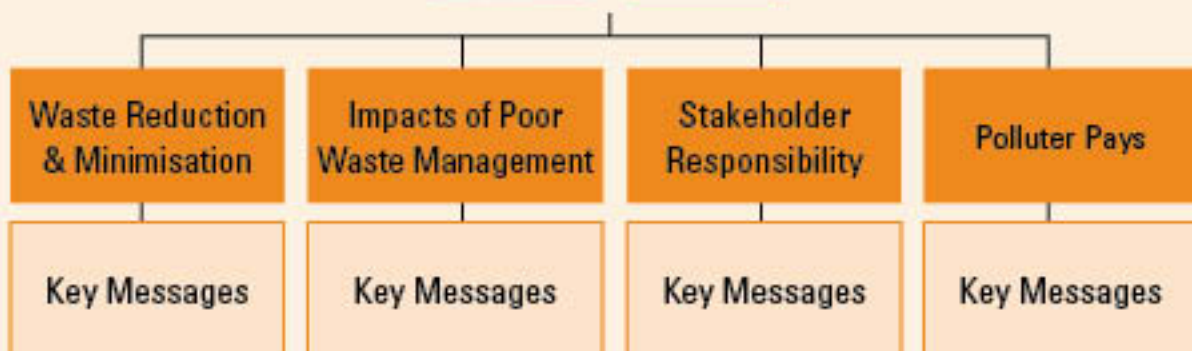 Waste Reduction
& Minimisation
Impacts of Poor
Waste Management
Stakeholder
Responsibility
Polluter Pays
Key Messages
Key Messages
Key Messages
Key Messages